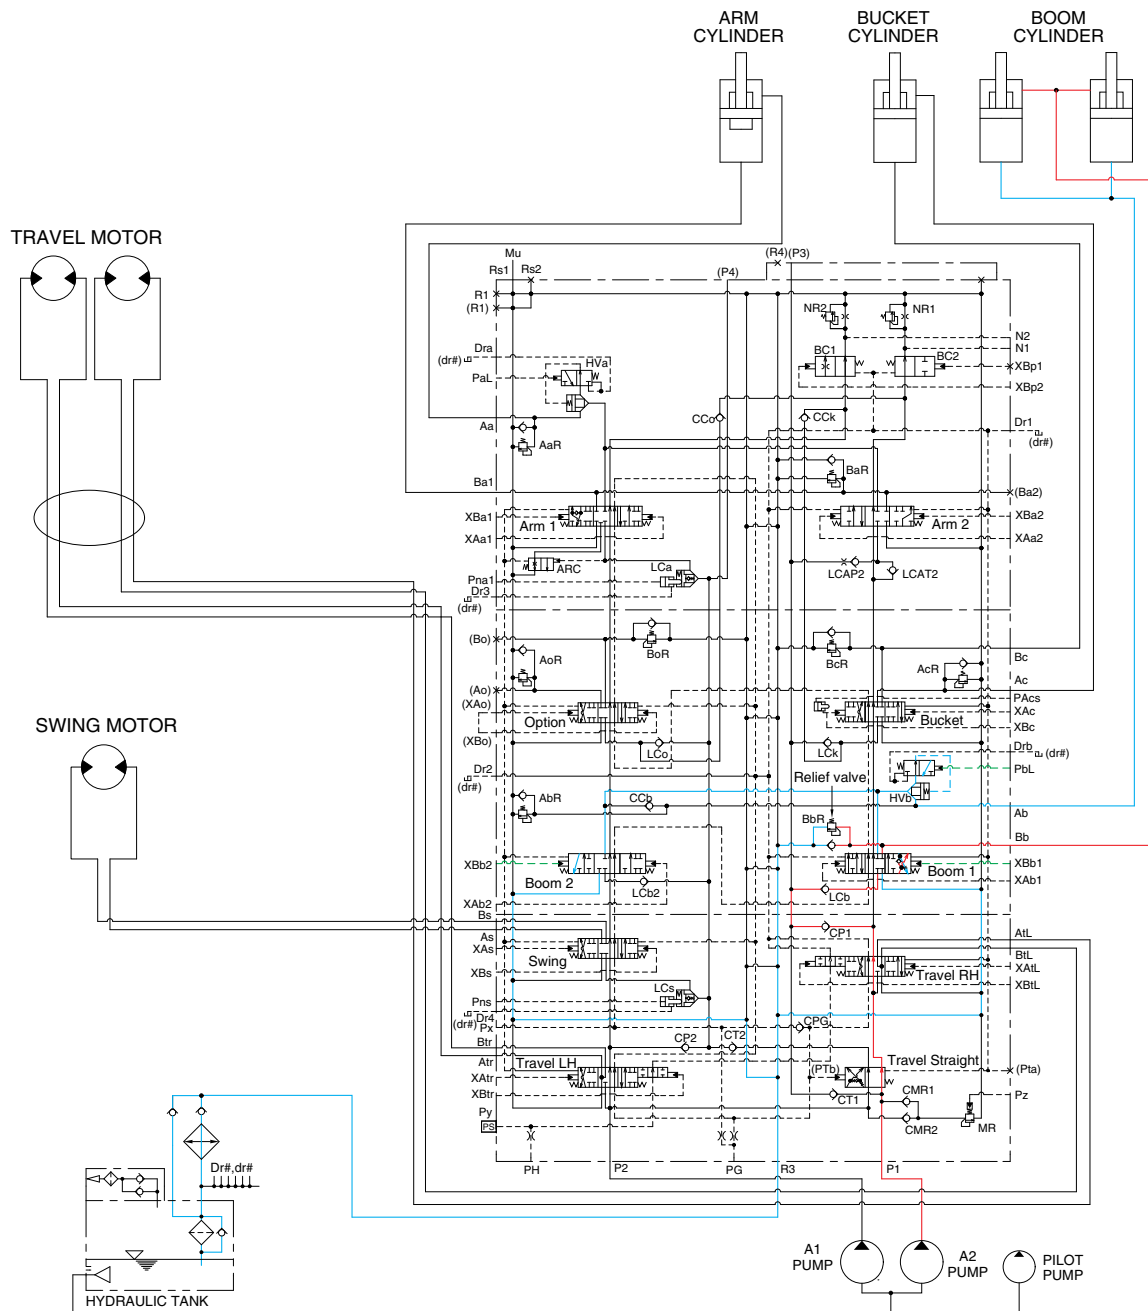 ARM
CYLINDER
BUCKET
CYLINDER
BOOM
CYLINDER
TRAVEL MOTOR
Mu
(R4)
(P3)
Rs1
Rs2
(P4)
R1
(R1)
NR2
NR1
N2
N1
Dra
(dr#)
HVa
BC1
BC2
XBp1
PaL
XBp2
CCo
CCk
Dr1
(dr#)
Aa
AaR
BaR
Ba1
(Ba2)
XBa1
Arm 1
Arm 2
XBa2
XAa1
XAa2
ARC
LCa
LCAP2
LCAT2
Pna1
Dr3
(dr#)
(Bo)
BoR
BcR
Bc
AoR
AcR
Ac
(Ao)
PAcs
(XAo)
XAc
Option
Bucket
XBc
(XBo)
LCo
LCk
Drb
(dr#)
Dr2
(dr#)
Relief valve
PbL
HVb
AbR
CCb
Ab
BbR
Bb
XBb2
Boom 2
Boom 1
XBb1
XAb1
LCb2
LCb
XAb2
Bs
SWING MOTOR
As
CP1
AtL
XAs
Swing
BtL
Travel RH
XAtL
XBs
XBtL
LCs
Pns
(dr#)
Dr4
Px
CPG
Btr
CP2
CT2
Atr
Travel LH
Travel Straight
(PTb)
(Pta)
XAtr
XBtr
CT1
CMR1
Pz
CMR2
MR
Py
PS
PH
P2
PG
R3
P1
Dr#,dr#
A1
PUMP
A2
PUMP
PILOT
PUMP
HYDRAULIC TANK